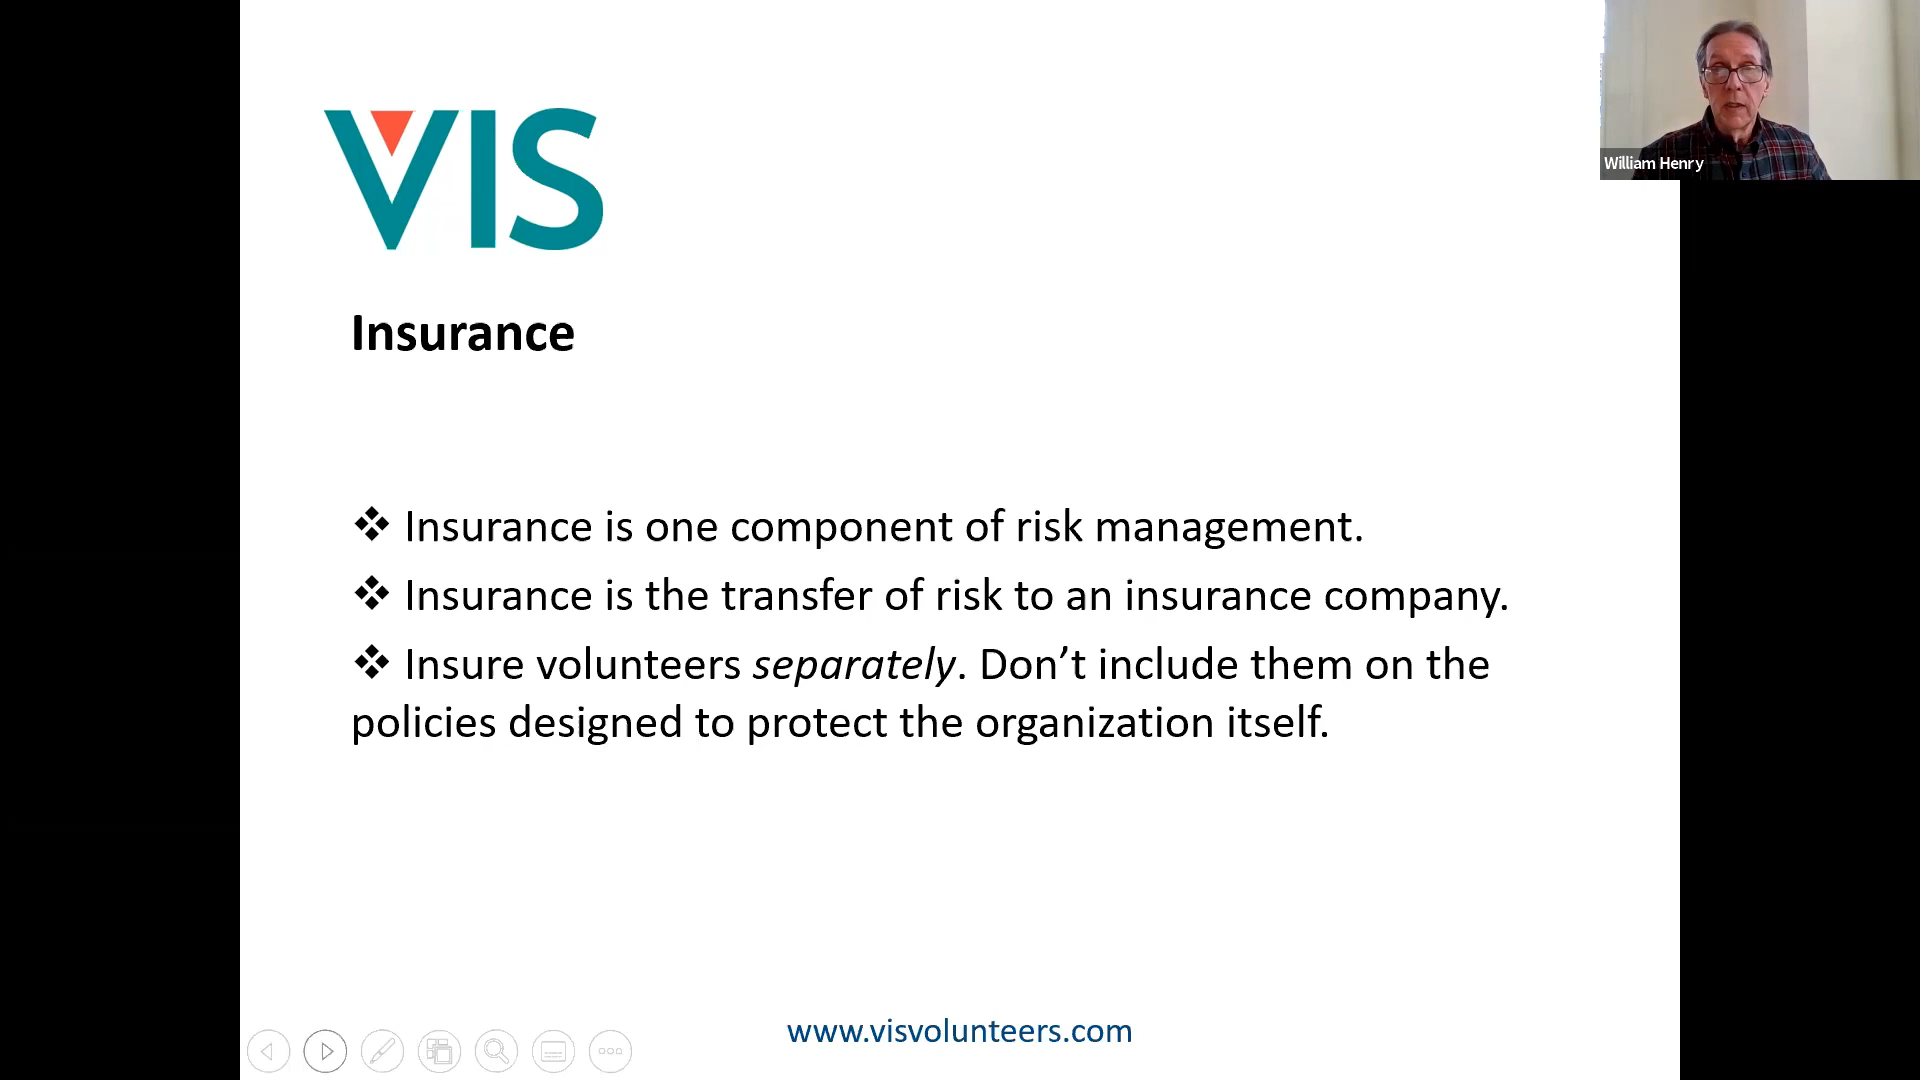 VIS
William Henry
Insurance
❖ Insurance is one component of risk management.
❖ Insurance is the transfer of risk to an insurance company.
❖ Insure volunteers separately. Don’t include them on the
policies designed to protect the organization itself.
www.visvolunteers.com